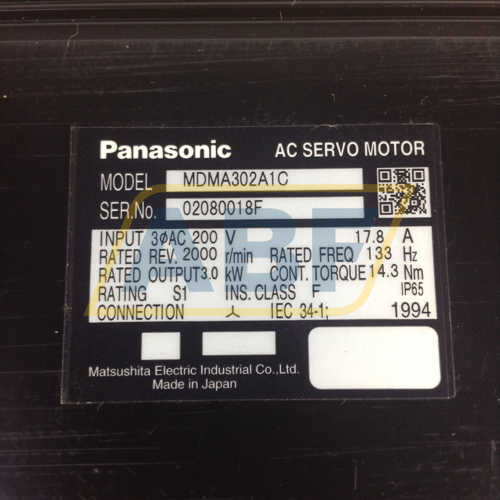 Panasonic AC SERVO MOTOR
MODEL MDMA302A1C
SER.No. 02080018F
INPUT 3ϕAC 200 V 17.8 A
RATED REV. 2000 r/min RATED FREQ. 133 Hz
RATED OUTPUT 3.0 kW CONT. TORQUE 14.3 Nm
RATING S1 INS. CLASS F IP65
CONNECTION IEC 34-1; 1994
Matsushita Electric Industrial Co.,Ltd.
Made in Japan
ABF